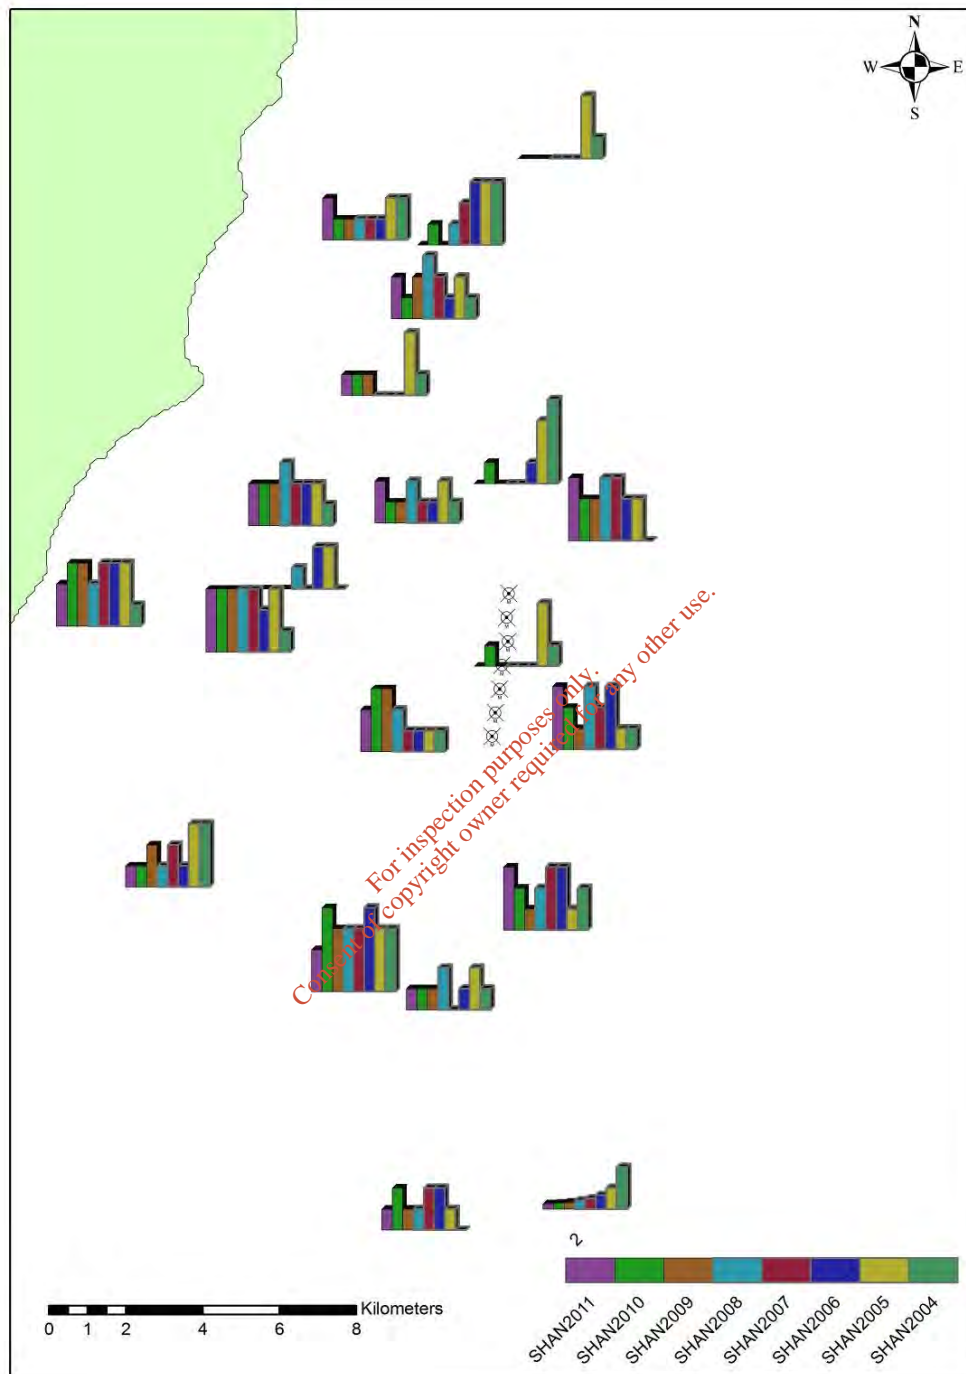 N
W E
S
For inspection purposes only.
Consent of copyright owner required for any other use.
2
Kilometers
0 1 2 4 6 8
SHAN2011
SHAN2010
SHAN2009
SHAN2008
SHAN2007
SHAN2006
SHAN2005
SHAN2004